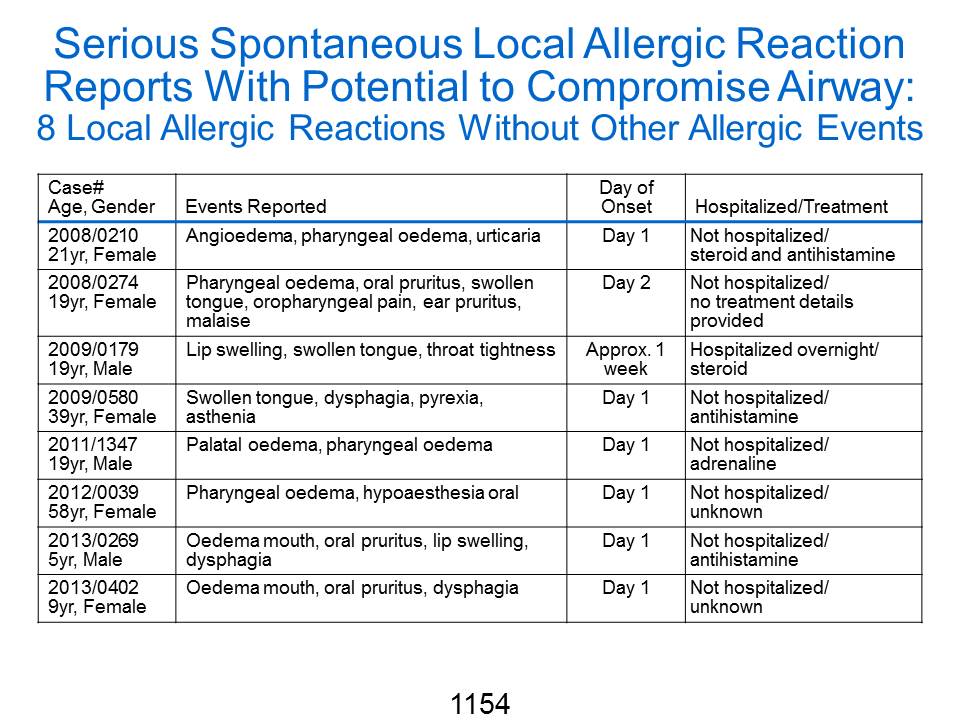 Serious Spontaneous Local Allergic Reaction
Reports With Potential to Compromise Airway:
8 Local Allergic Reactions Without Other Allergic Events
Case#
Age, Gender
Events Reported
Day of
Onset
Hospitalized/Treatment
2008/0210
21yr, Female
Angioedema, pharyngeal oedema, urticaria
Day 1
Not hospitalized/
steroid and antihistamine
2008/0274
19yr, Female
Pharyngeal oedema, oral pruritus, swollen
tongue, oropharyngeal pain, ear pruritus,
malaise
Day 2
Not hospitalized/
no treatment details
provided
2009/0179
19yr, Male
Lip swelling, swollen tongue, throat tightness
Approx. 1
week
Hospitalized overnight/
steroid
2009/0580
39yr, Female
Swollen tongue, dysphagia, pyrexia,
asthenia
Day 1
Not hospitalized/
antihistamine
2011/1347
19yr, Male
Palatal oedema, pharyngeal oedema
Day 1
Not hospitalized/
adrenaline
2012/0039
58yr, Female
Pharyngeal oedema, hypoaesthesia oral
Day 1
Not hospitalized/
unknown
2013/0269
5yr, Male
Oedema mouth, oral pruritus, lip swelling,
dysphagia
Day 1
Not hospitalized/
antihistamine
2013/0402
9yr, Female
Oedema mouth, oral pruritus, dysphagia
Day 1
Not hospitalized/
unknown
1154